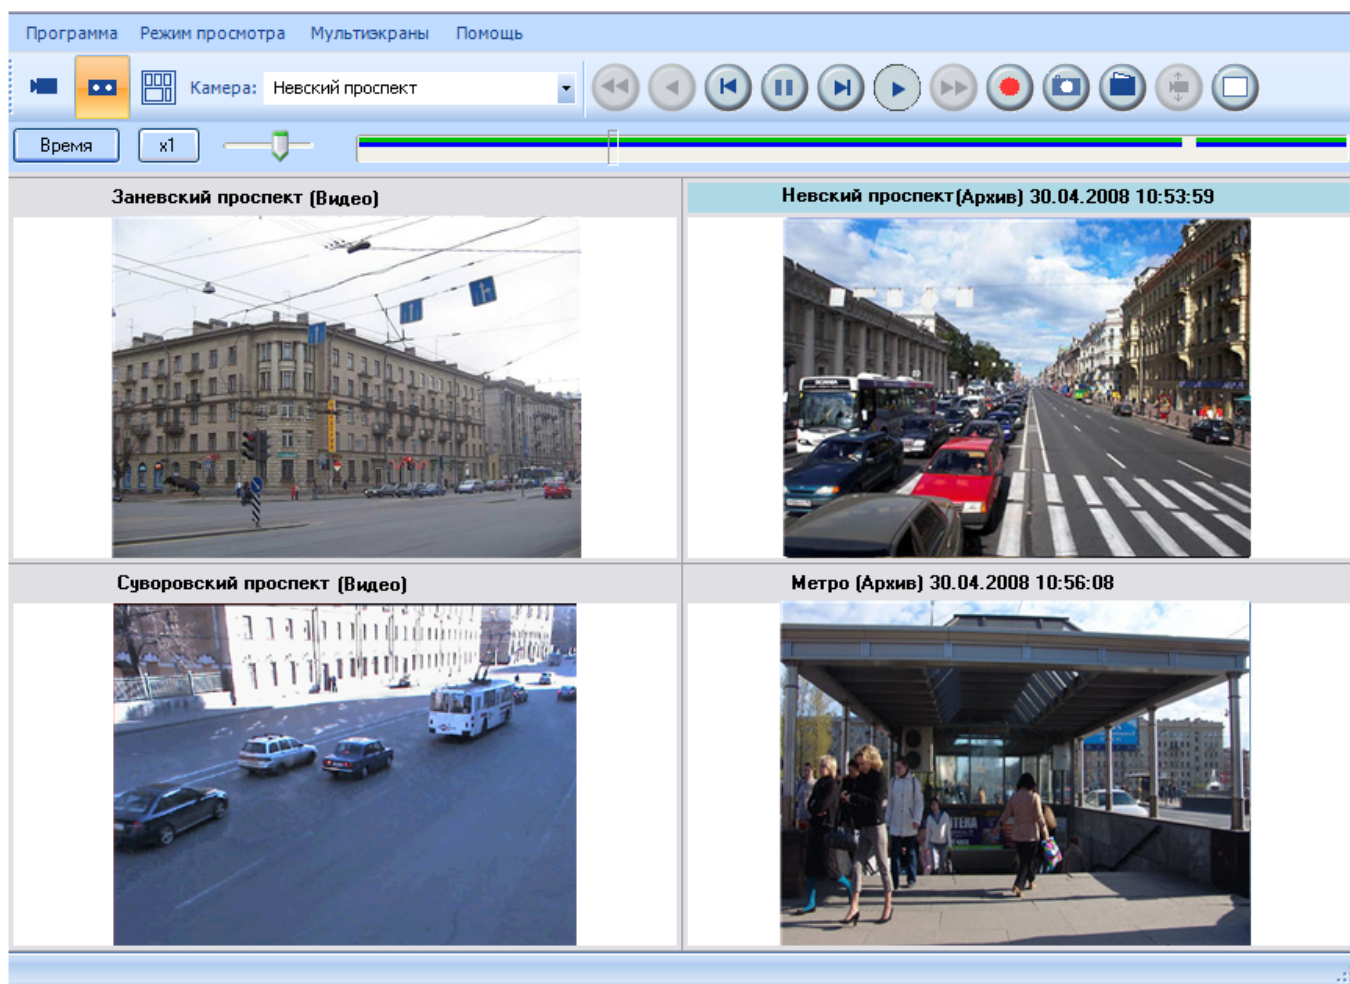 Программа Режим просмотра Мультиэкраны Помощь
Камера: Невский проспект
Время x1
Заневский проспект (Видео)
Невский проспект(Архив) 30.04.2008 10:53:59
SCANIA
Суворовский проспект (Видео)
Метро (Архив) 30.04.2008 10:56:08